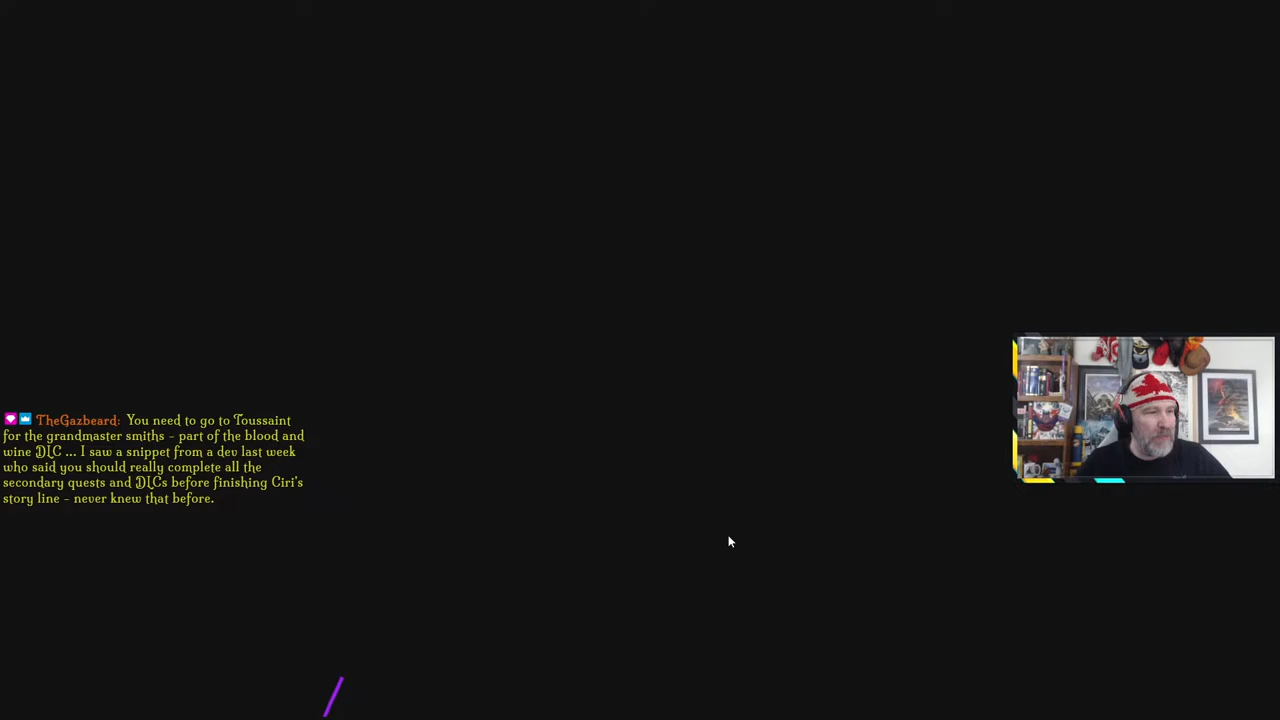 TheGazbeard: You need to go to Toussaint
for the grandmaster smiths - part of the blood and
wine DLC ... I saw a snippet from a dev last week
who said you should really complete all the
secondary quests and DLCs before finishing Ciri's
story line - never knew that before.